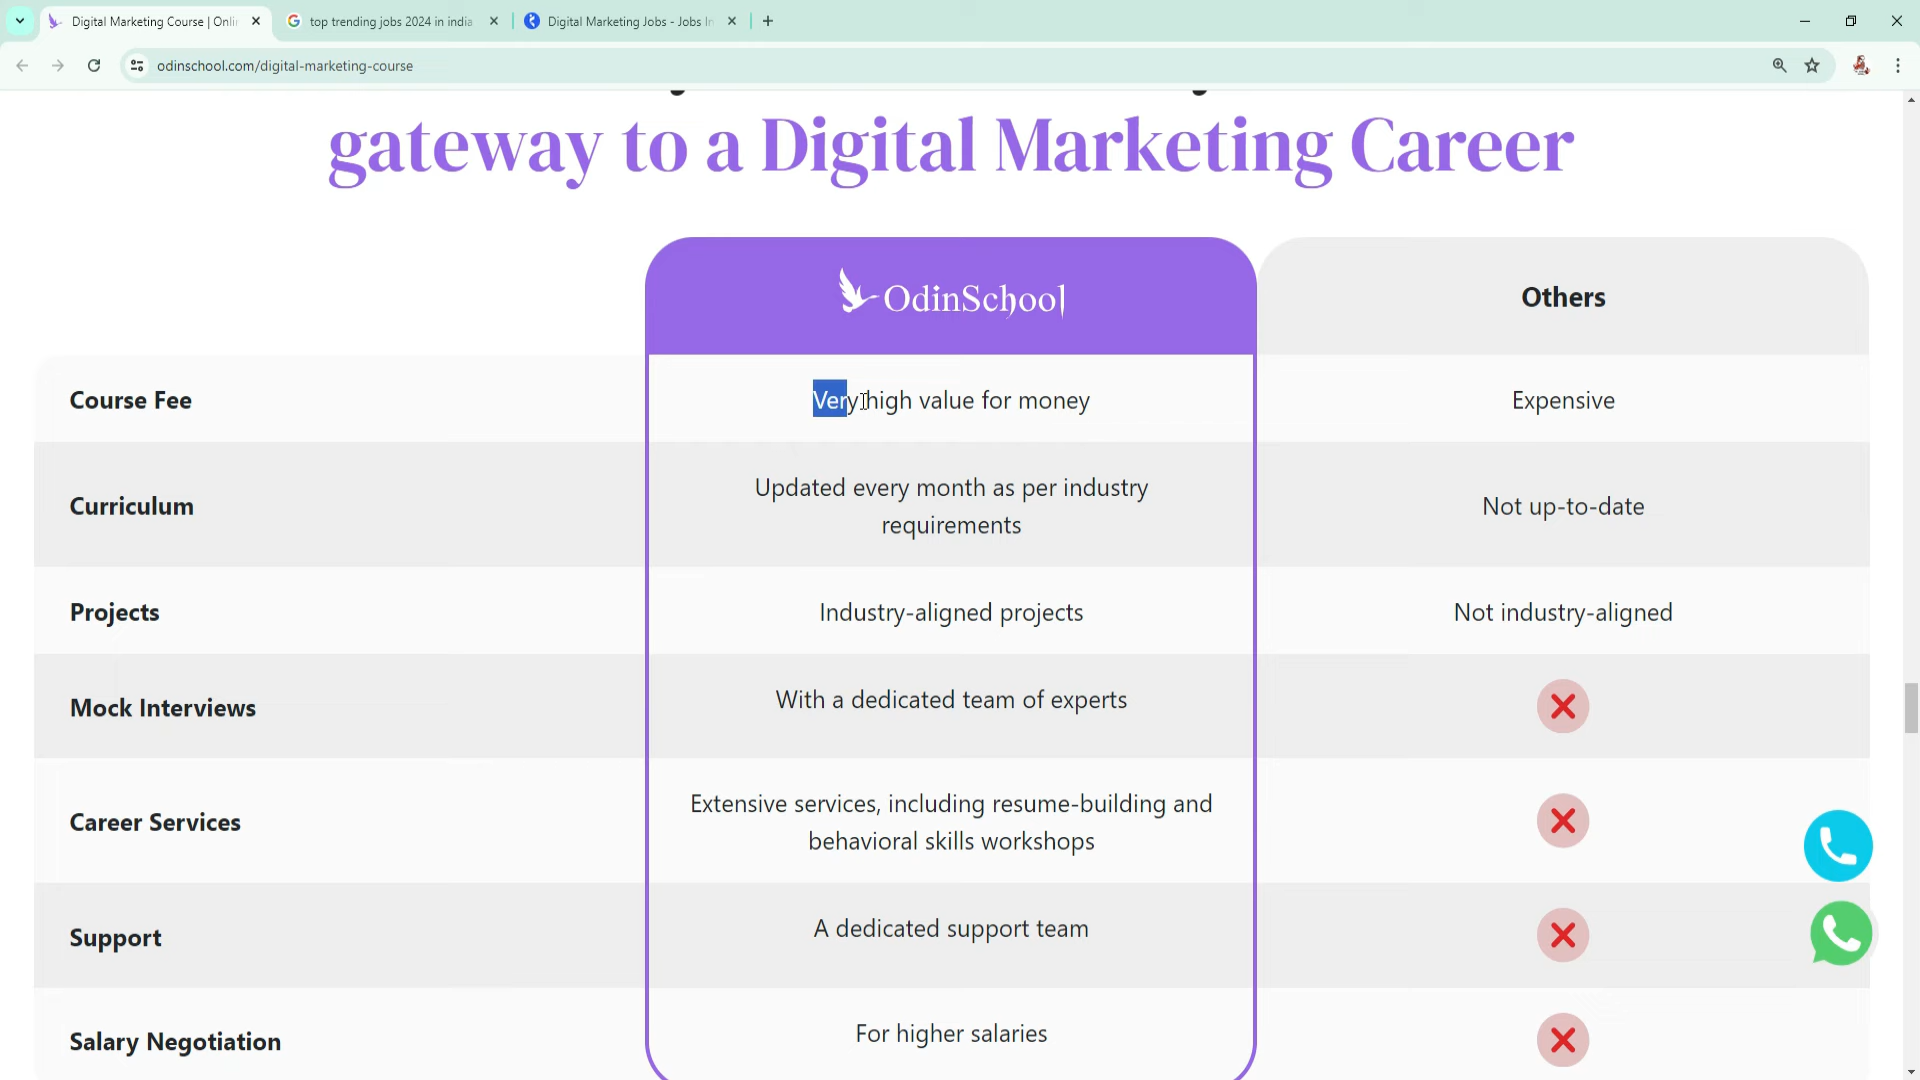 Digital Marketing Course | Onli
top trending jobs 2024 in india
Digital Marketing Jobs - Jobs In
odinschool.com/digital-marketing-course
gateway to a Digital Marketing Career
OdinSchool
Others
Course Fee
Very high value for money
Expensive
Curriculum
Updated every month as per industry
requirements
Not up-to-date
Projects
Industry-aligned projects
Not industry-aligned
Mock Interviews
With a dedicated team of experts
Career Services
Extensive services, including resume-building and
behavioral skills workshops
Support
A dedicated support team
Salary Negotiation
For higher salaries